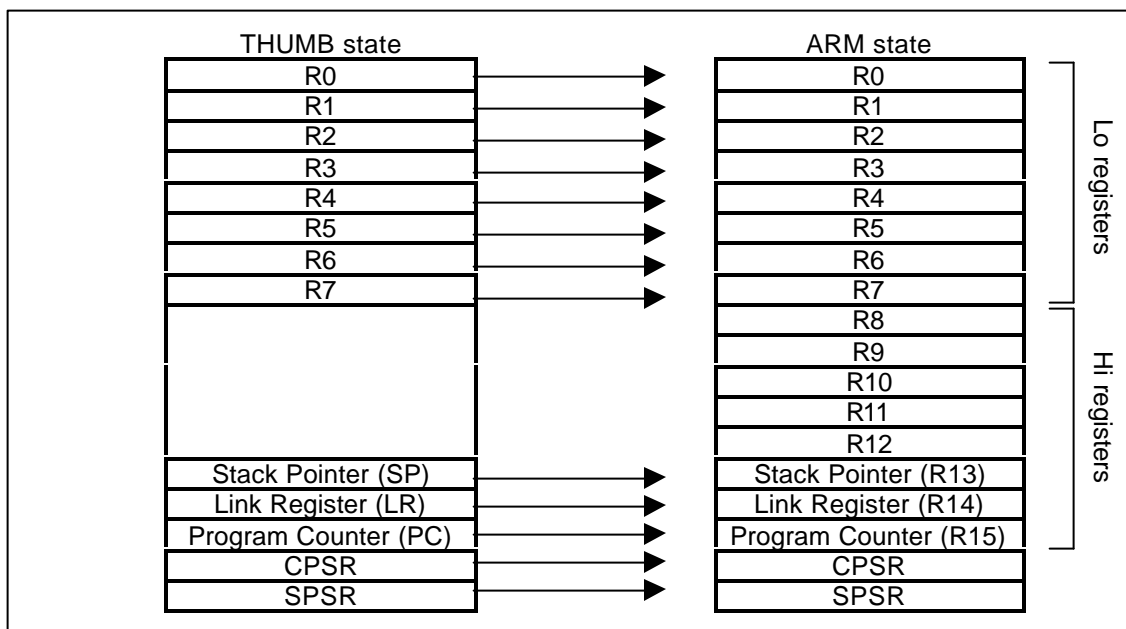 THUMB state
R0
R1
R2
R3
R4
R5
R6
R7
Stack Pointer (SP)
Link Register (LR)
Program Counter (PC)
CPSR
SPSR
ARM state
R0
R1
R2
R3
R4
R5
R6
R7
R8
R9
R10
R11
R12
Stack Pointer (R13)
Link Register (R14)
Program Counter (R15)
CPSR
SPSR
Lo registers
Hi registers